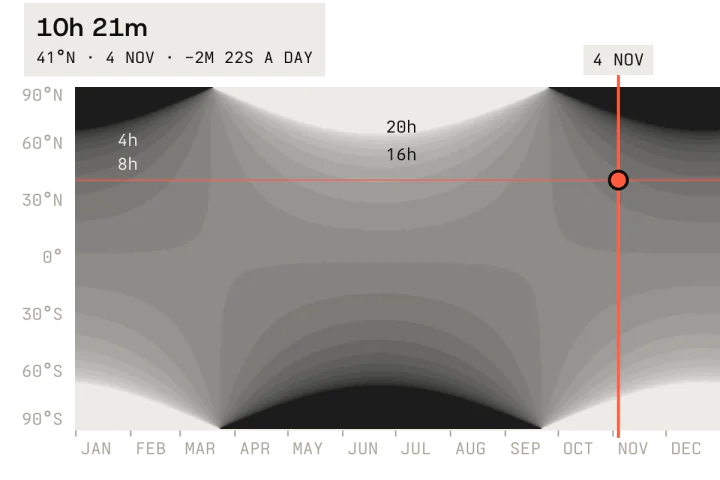 10h 21m
41°N · 4 NOV · −2M 22S A DAY
4 NOV
90°N
60°N
30°N
0°
30°S
60°S
90°S
4h
8h
20h
16h
JAN FEB MAR APR MAY JUN JUL AUG SEP OCT NOV DEC